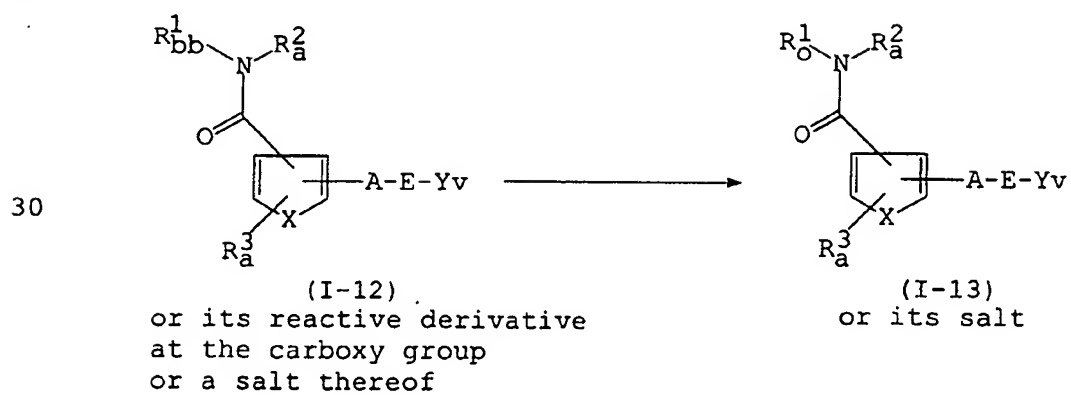 R¹bb N R²a
R¹o N R²a
O
O
30
A-E-Yv
A-E-Yv
X
X
R³a
R³a
(I-12)
(I-13)
or its reactive derivative
or its salt
at the carboxy group
or a salt thereof